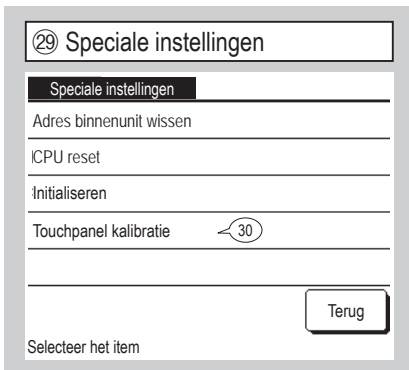 ㉙ Speciale instellingen
Speciale instellingen
Adres binnenunit wissen
CPU reset
Initialiseren
Touchpanel kalibratie 30
Terug
Selecteer het item